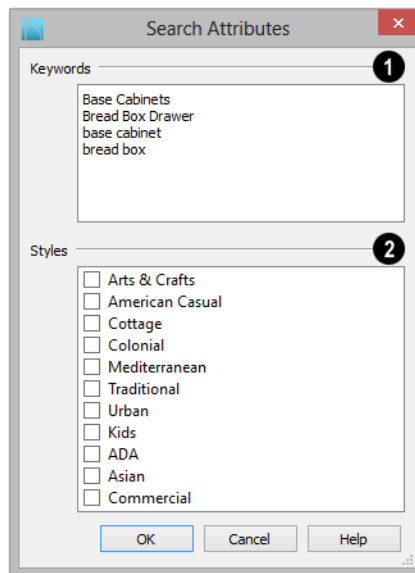 Search Attributes
Keywords
1
Base Cabinets
Bread Box Drawer
base cabinet
bread box
Styles
2
Arts & Crafts
American Casual
Cottage
Colonial
Mediterranean
Traditional
Urban
Kids
ADA
Asian
Commercial
OK Cancel Help